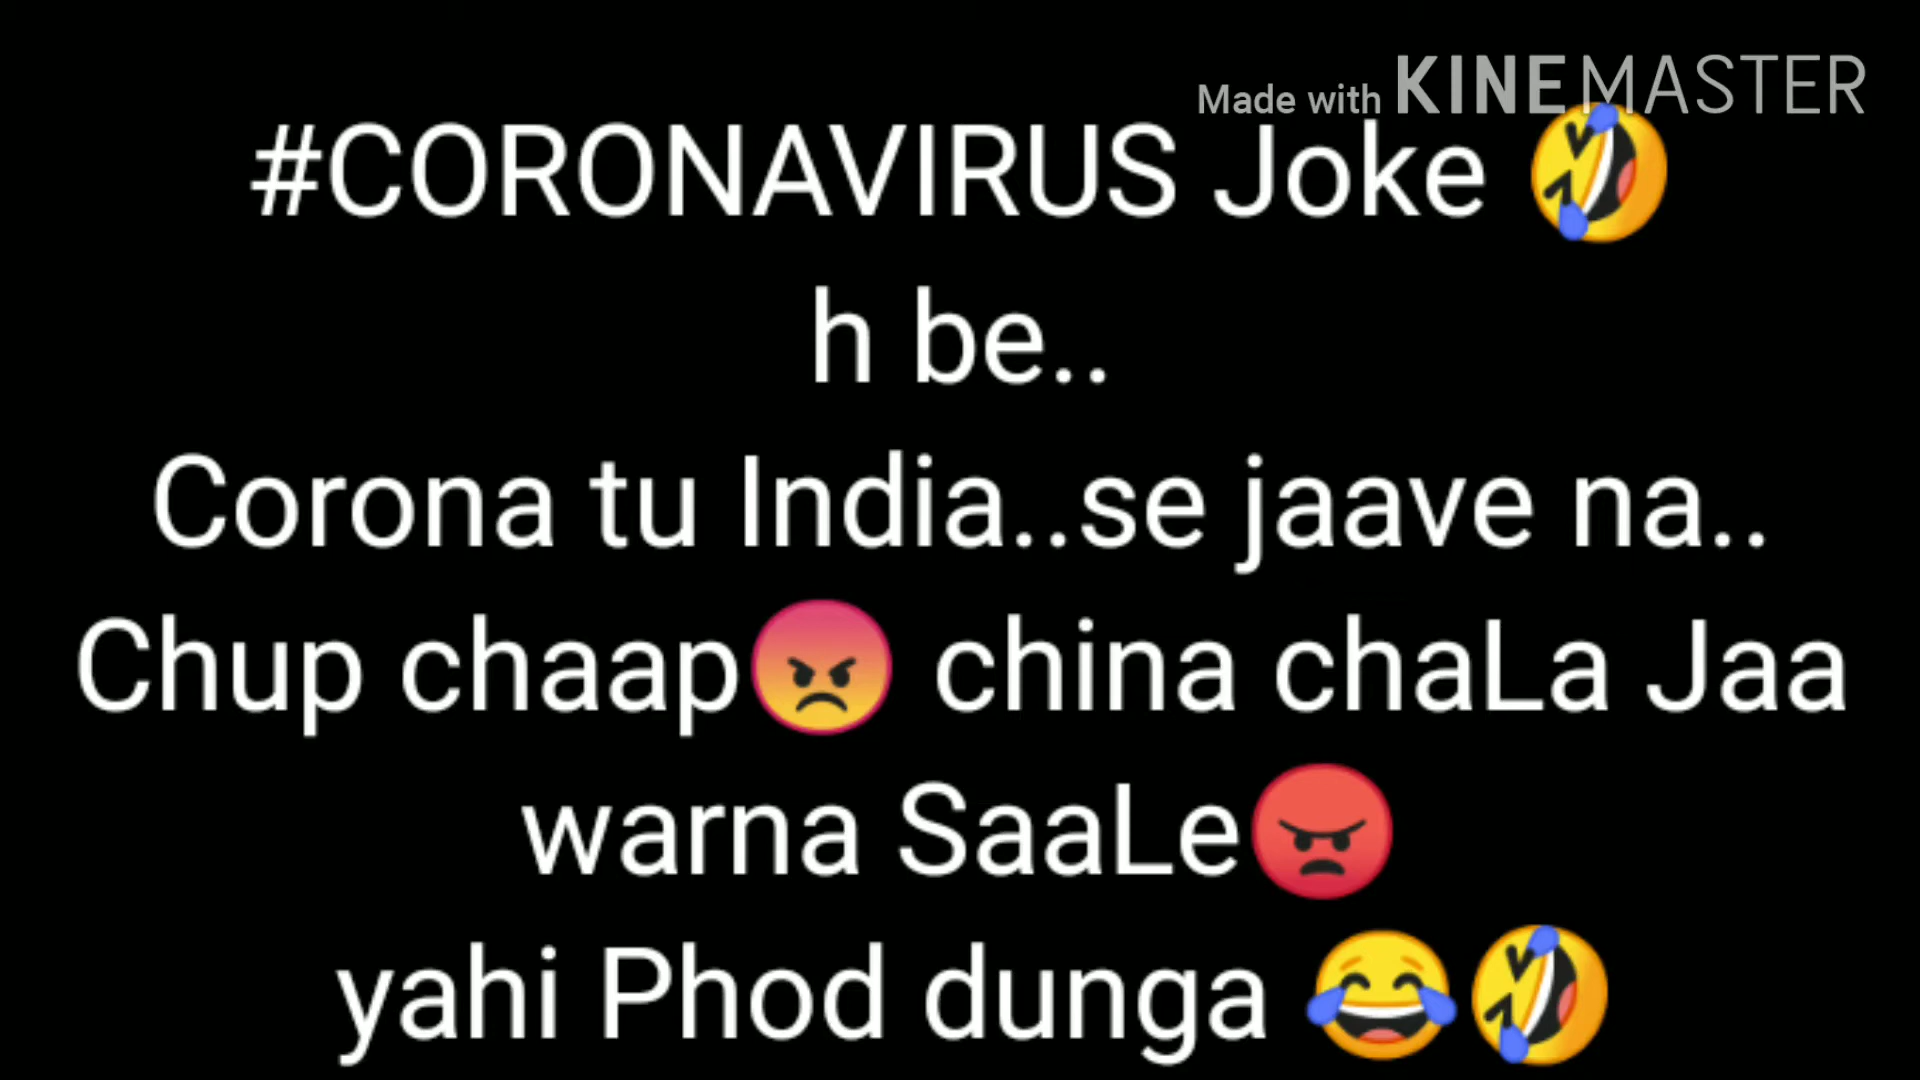 Made with KINEMASTER
#CORONAVIRUS Joke 🤣
h be..
Corona tu India..se jaave na..
Chup chaap😡 china chaLa Jaa
warna SaaLe😡
yahi Phod dunga 😂🤣